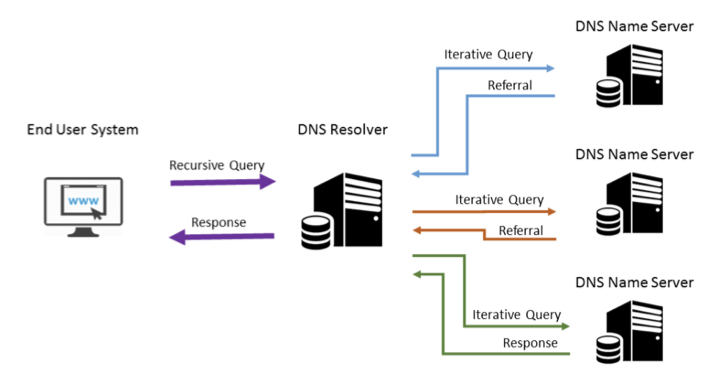 DNS Name Server
Iterative Query
Referral
End User System
DNS Resolver
Recursive Query
www
Response
DNS Name Server
Iterative Query
Referral
DNS Name Server
Iterative Query
Response